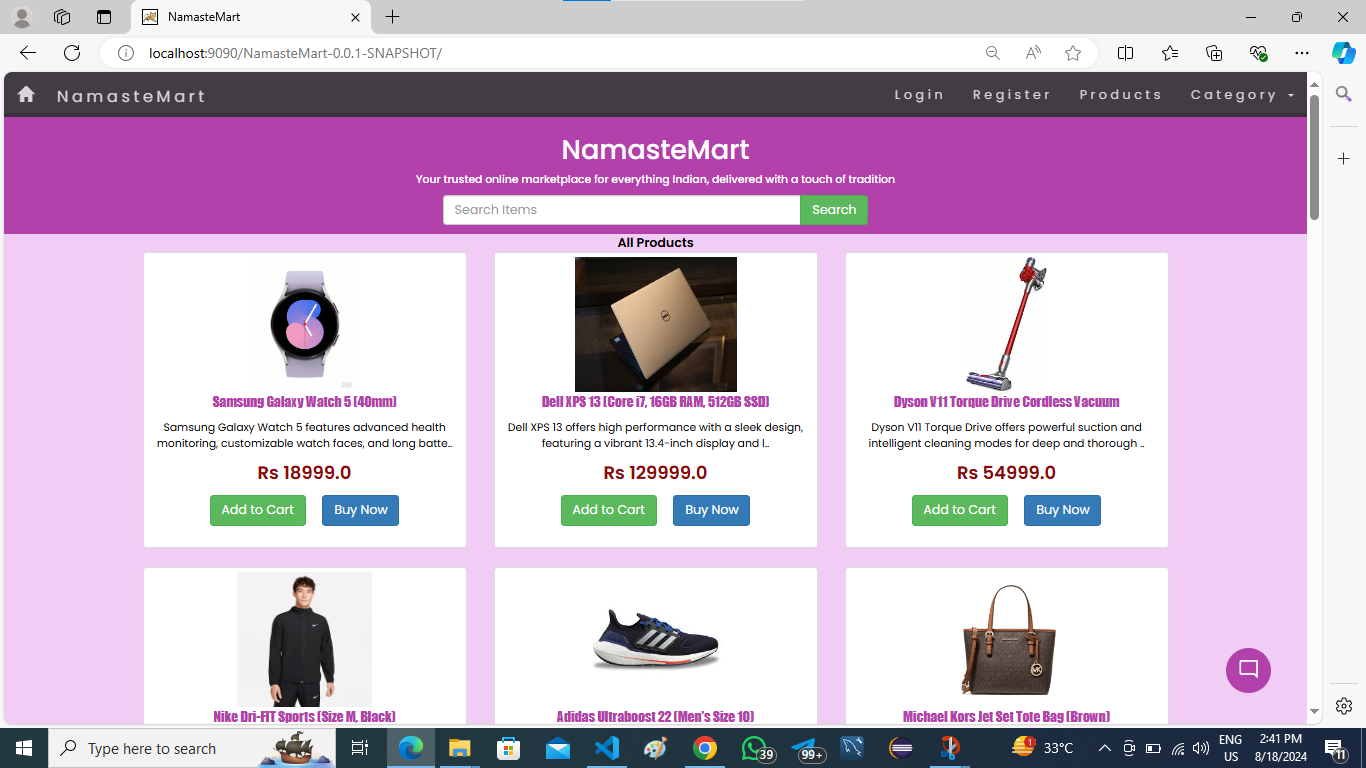 NamasteMart
localhost:9090/NamasteMart-0.0.1-SNAPSHOT/
NamasteMart
Login
Register
Products
Category
NamasteMart
Your trusted online marketplace for everything Indian, delivered with a touch of tradition
Search Items
Search
All Products
Samsung Galaxy Watch 5 (40mm)
Samsung Galaxy Watch 5 features advanced health
monitoring, customizable watch faces, and long batte..
Rs 18999.0
Add to Cart
Buy Now
Dell XPS 13 (Core i7, 16GB RAM, 512GB SSD)
Dell XPS 13 offers high performance with a sleek design,
featuring a vibrant 13.4-inch display and l..
Rs 129999.0
Add to Cart
Buy Now
Dyson V11 Torque Drive Cordless Vacuum
Dyson V11 Torque Drive offers powerful suction and
intelligent cleaning modes for deep and thorough ..
Rs 54999.0
Add to Cart
Buy Now
Nike Dri-FIT Sports (Size M, Black)
Adidas Ultraboost 22 (Men's Size 10)
MK
Michael Kors Jet Set Tote Bag (Brown)
Type here to search
39
99+
1
33°C
ENG
US
2:41 PM
8/18/2024
11